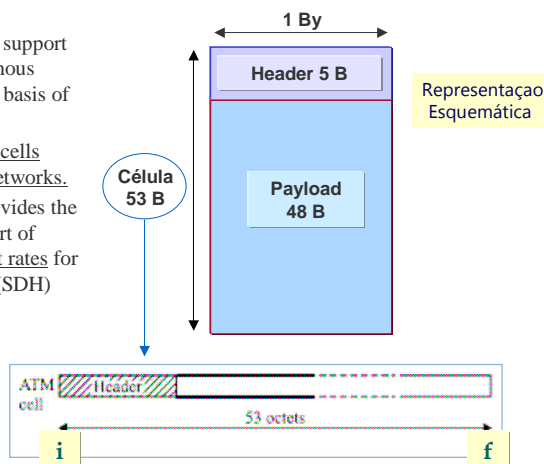 support
nous
basis of
cells
etworks.
vides the
rt of
t rates for
(SDH)
1 By
Header 5 B
Representaçao
Esquemática
Célula
53 B
Payload
48 B
ATM
cell
Header
53 octets
i
f